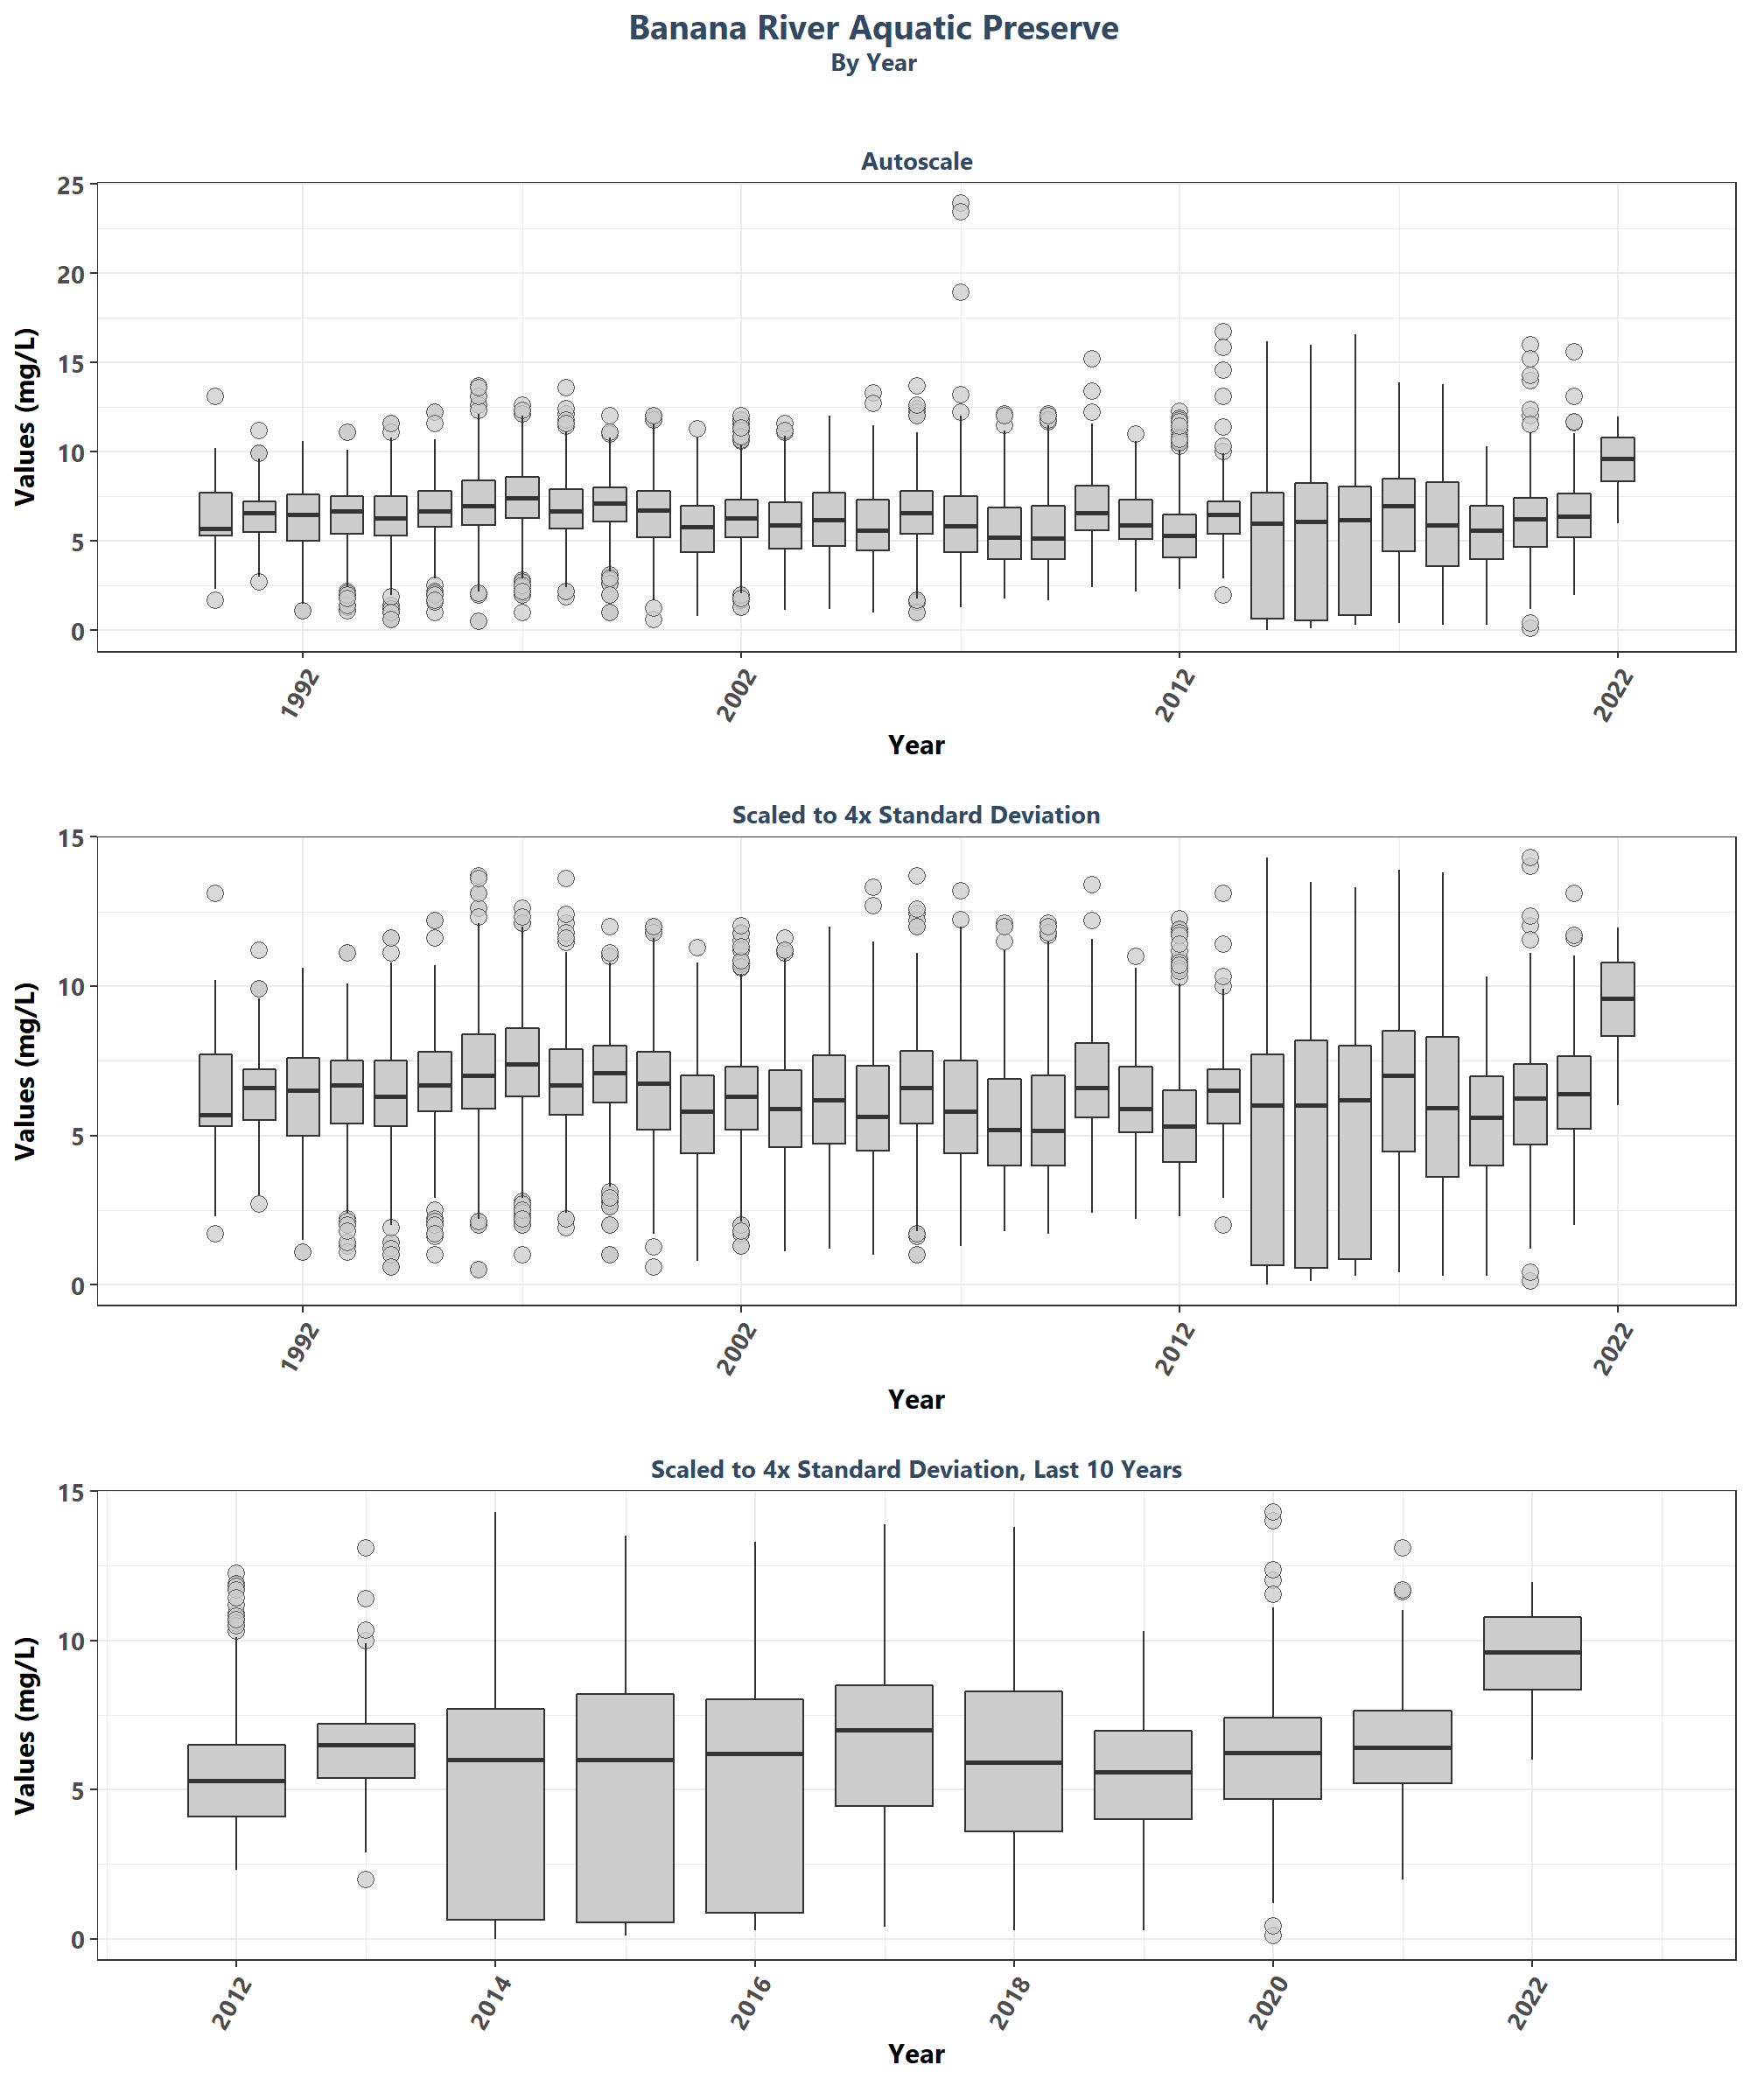 Banana River Aquatic Preserve
By Year
Autoscale
Values (mg/L)
25
20
15
10
5
0
1992
2002
2012
2022
Year
Scaled to 4x Standard Deviation
Values (mg/L)
15
10
5
0
1992
2002
2012
2022
Year
Scaled to 4x Standard Deviation, Last 10 Years
Values (mg/L)
15
10
5
0
2012
2014
2016
2018
2020
2022
Year